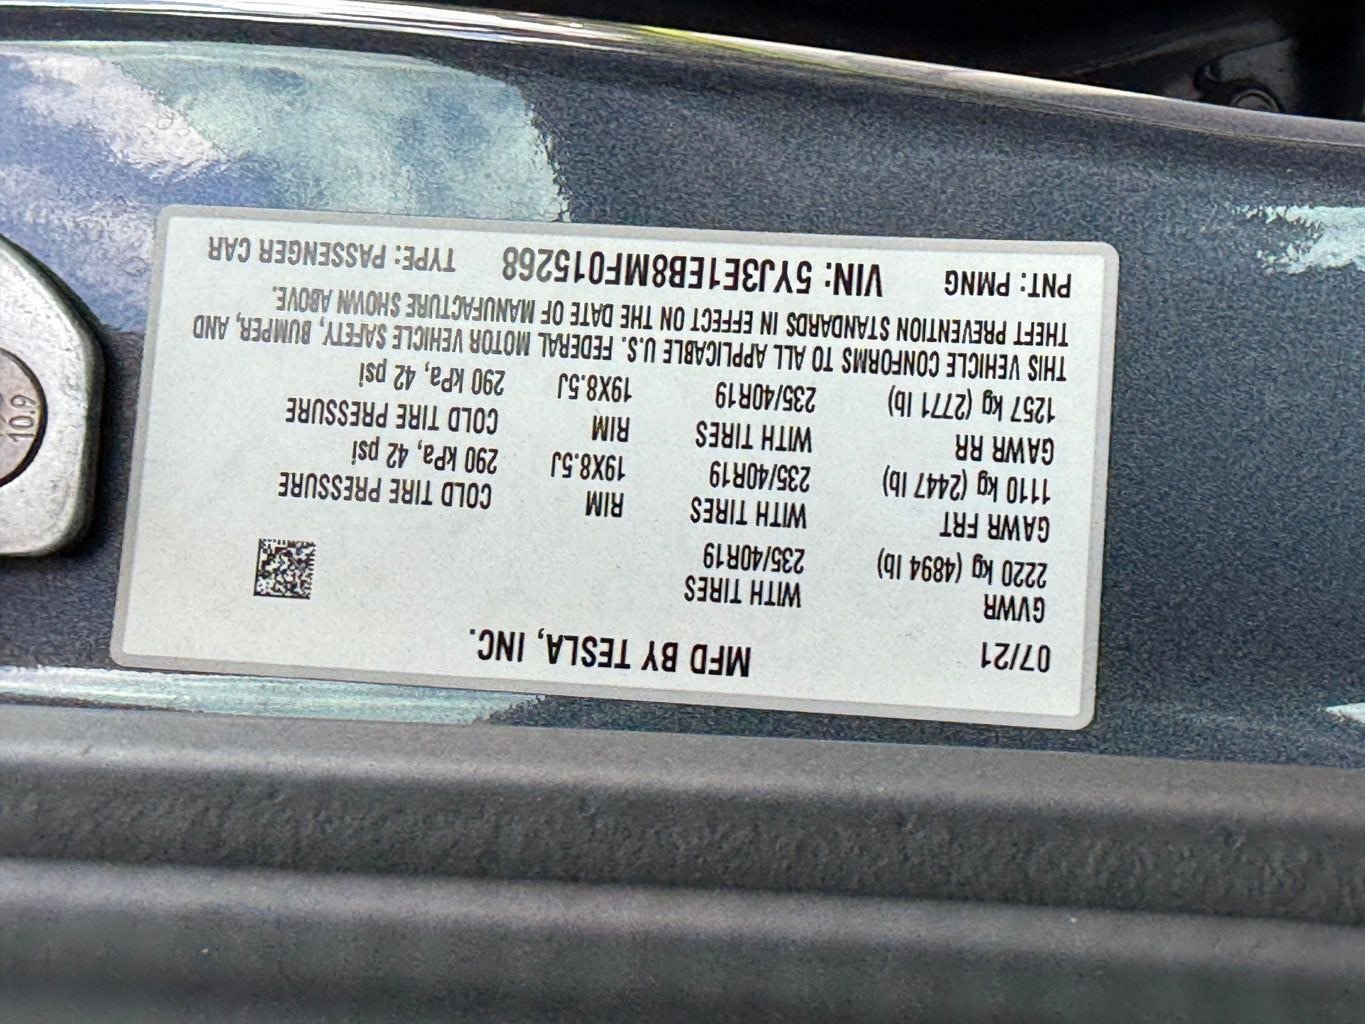 07/21 MFD BY TESLA, INC.
GVWR WITH TIRES
2220 kg (4894 lb) 235/40R19
GAWR FRT WITH TIRES RIM COLD TIRE PRESSURE
1110 kg (2447 lb) 235/40R19 19X8.5J 290 kPa, 42 psi
GAWR RR WITH TIRES RIM COLD TIRE PRESSURE
1257 kg (2771 lb) 235/40R19 19X8.5J 290 kPa, 42 psi
THIS VEHICLE CONFORMS TO ALL APPLICABLE U.S. FEDERAL MOTOR VEHICLE SAFETY, BUMPER, AND
THEFT PREVENTION STANDARDS IN EFFECT ON THE DATE OF MANUFACTURE SHOWN ABOVE.
PNT: PMNG VIN: 5YJ3E1EB8MF015268 TYPE: PASSENGER CAR
10.9